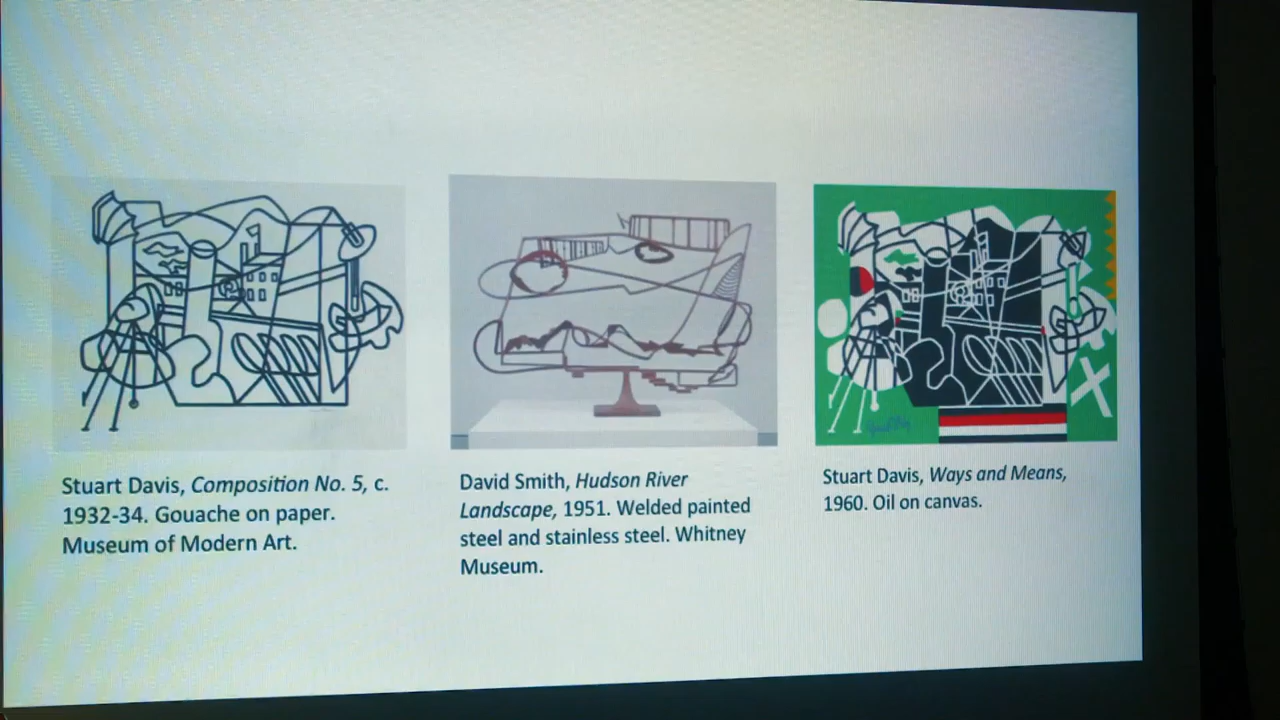 Stuart Davis, Composition No. 5, c.
1932-34. Gouache on paper.
Museum of Modern Art.
David Smith, Hudson River
Landscape, 1951. Welded painted
steel and stainless steel. Whitney
Museum.
Stuart Davis, Ways and Means,
1960. Oil on canvas.
X